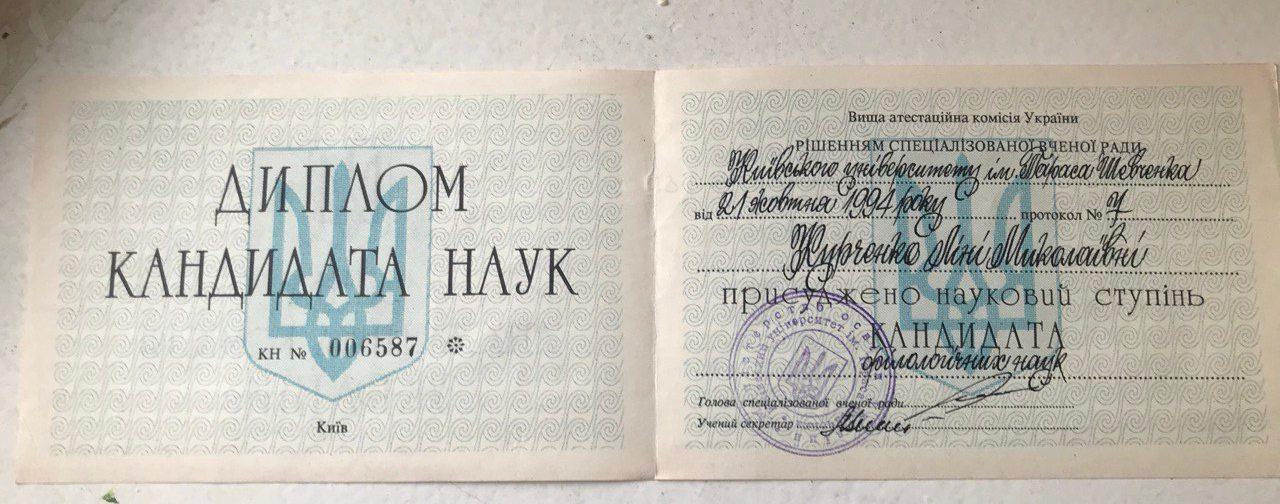 ДИПЛОМ
КАНДИДАТА НАУК
КН № 006587 *
Київ
Вища атестаційна комісія України
РІШЕННЯМ СПЕЦІАЛІЗОВАНОЇ ВЧЕНОЇ РАДИ
Київського університету ім. Тараса Шевченка
від 21 жовтня 1994 року протокол № 7
Курченко Ліні Миколаївні
присуджено науковий ступінь
КАНДИДАТА
філологічних наук
Голова спеціалізованої вченої ради
Учений секретар